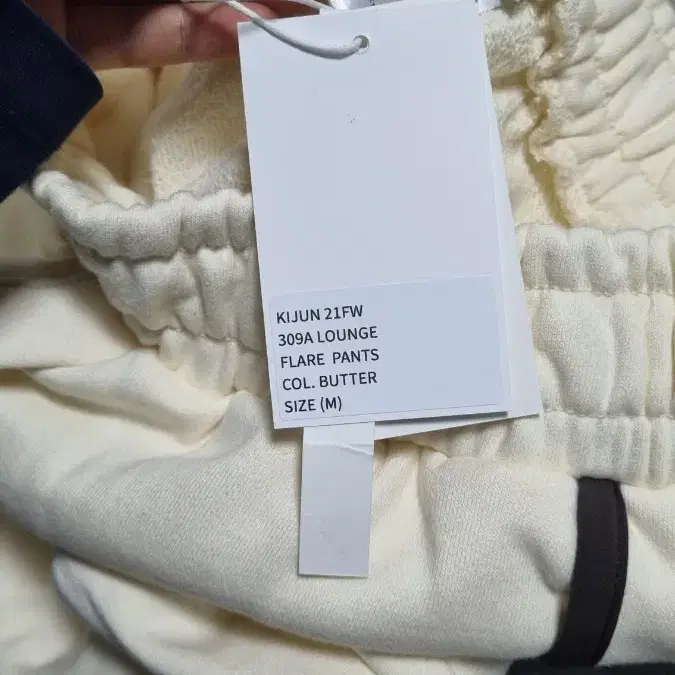 KIJUN 21FW
309A LOUNGE
FLARE PANTS
COL. BUTTER
SIZE (M)